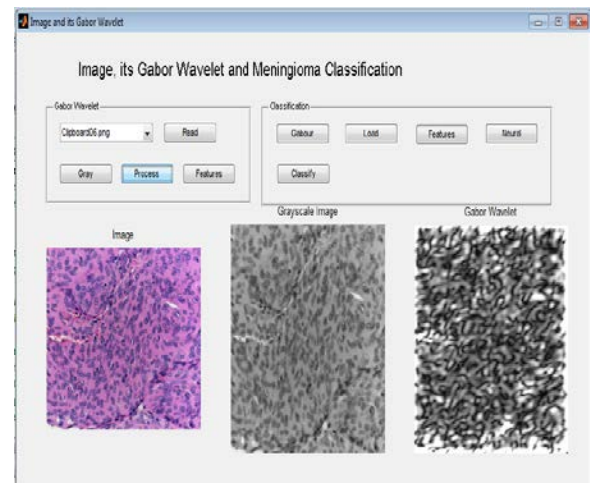 Image and its Gabor Wavelet
Image, its Gabor Wavelet and Meningioma Classification
Gabor Wavelet
Clipboard06.png
Read
Gray
Process
Features
Classification
Gabour
Load
Features
Neural
Classify
Image
Grayscale Image
Gabor Wavelet